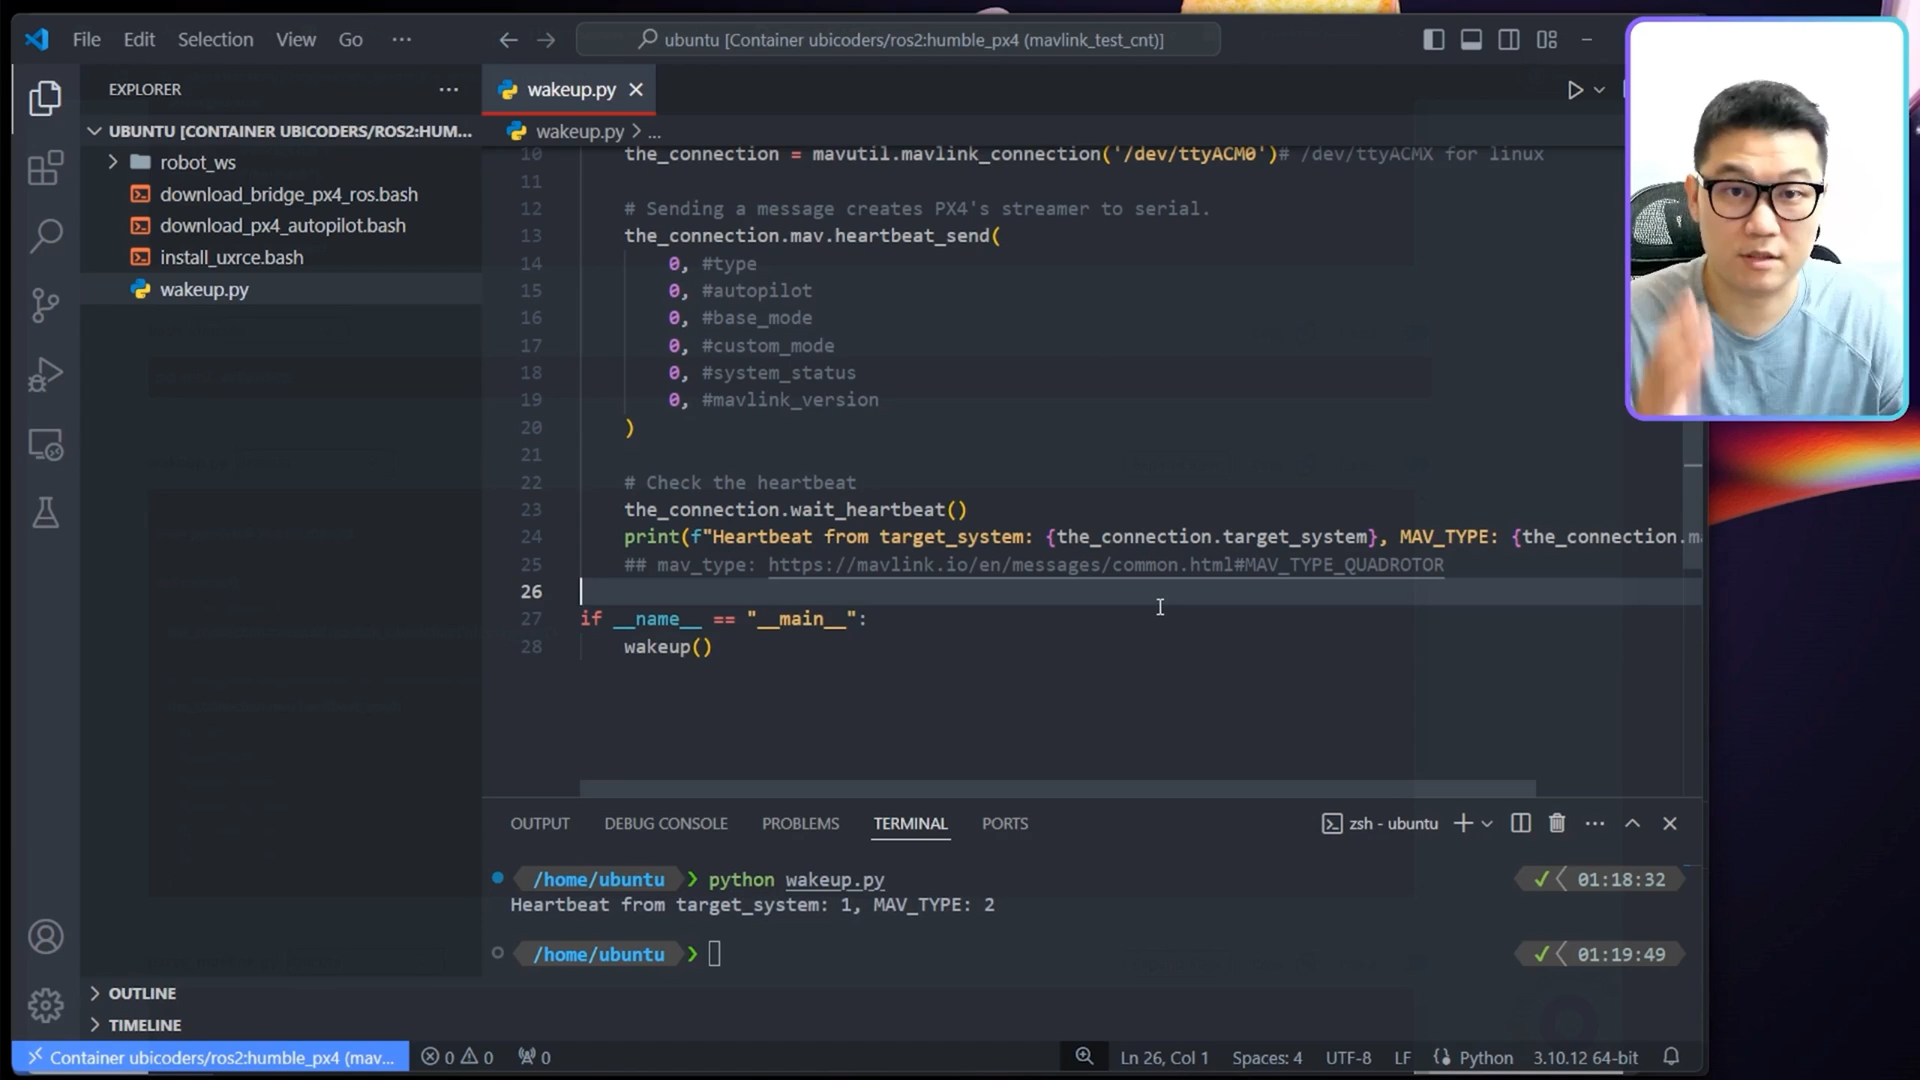 File Edit Selection View Go ...
ubuntu [Container ubicoders/ros2:humble_px4 (mavlink_test_cnt)]
EXPLORER
UBUNTU [CONTAINER UBICODERS/ROS2:HUM...
robot_ws
download_bridge_px4_ros.bash
download_px4_autopilot.bash
install_uxrce.bash
wakeup.py
OUTLINE
TIMELINE
wakeup.py
wakeup.py > ...
10 the_connection = mavutil.mavlink_connection('/dev/ttyACM0')# /dev/ttyACMX for linux
11
12 # Sending a message creates PX4's streamer to serial.
13 the_connection.mav.heartbeat_send(
14 0, #type
15 0, #autopilot
16 0, #base_mode
17 0, #custom_mode
18 0, #system_status
19 0, #mavlink_version
20 )
21
22 # Check the heartbeat
23 the_connection.wait_heartbeat()
24 print(f"Heartbeat from target_system: {the_connection.target_system}, MAV_TYPE: {the_connection.m
25 ## mav_type: https://mavlink.io/en/messages/common.html#MAV_TYPE_QUADROTOR
26
27 if __name__ == "__main__":
28 wakeup()
OUTPUT DEBUG CONSOLE PROBLEMS TERMINAL PORTS
zsh - ubuntu
/home/ubuntu > python wakeup.py 01:18:32
Heartbeat from target_system: 1, MAV_TYPE: 2
/home/ubuntu > 01:19:49
Container ubicoders/ros2:humble_px4 (mav... 0 0 0 Ln 26, Col 1 Spaces: 4 UTF-8 LF Python 3.10.12 64-bit